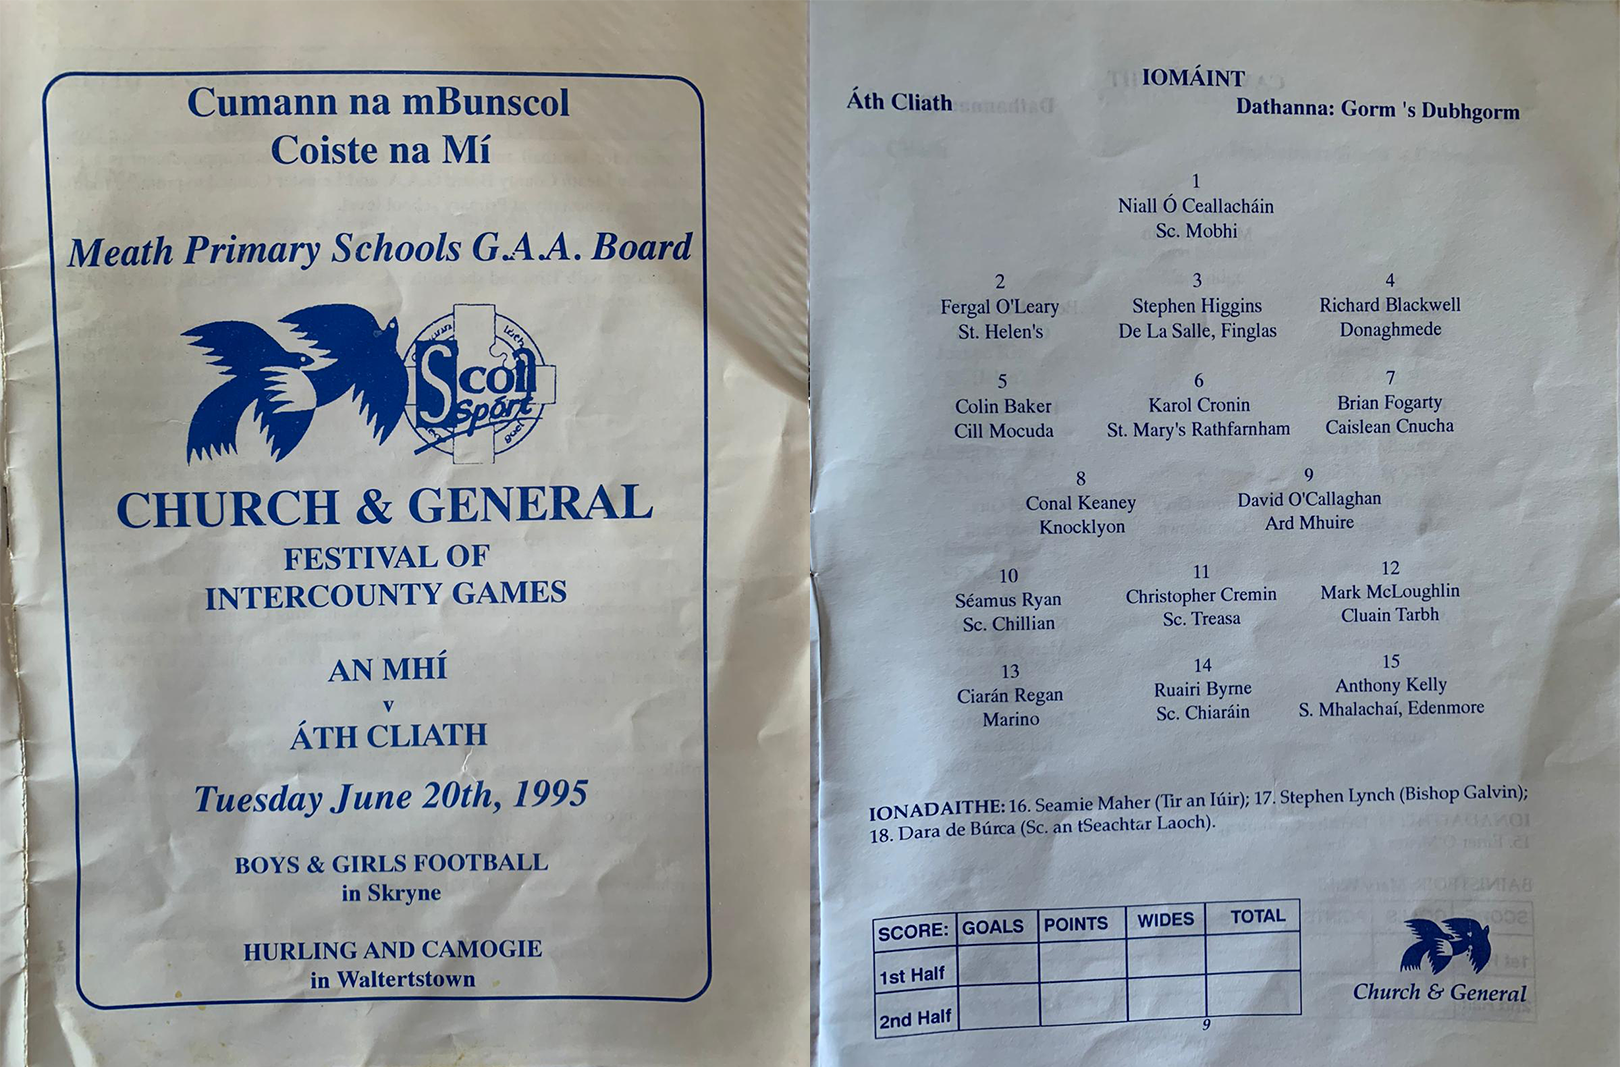 Cumann na mBunscol
Coiste na Mí
Meath Primary Schools G.A.A. Board
Scoil
Spórt
CHURCH & GENERAL
FESTIVAL OF
INTERCOUNTY GAMES
AN MHÍ
v
ÁTH CLIATH
Tuesday June 20th, 1995
BOYS & GIRLS FOOTBALL
in Skryne
HURLING AND CAMOGIE
in Waltertstown
IOMÁINT
Áth Cliath
Dathanna: Gorm 's Dubhgorm
1
Niall Ó Ceallacháin
Sc. Mobhi
2 3 4
Fergal O'Leary Stephen Higgins Richard Blackwell
St. Helen's De La Salle, Finglas Donaghmede
5 6 7
Colin Baker Karol Cronin Brian Fogarty
Cill Mocuda St. Mary's Rathfarnham Caislean Cnucha
8 9
Conal Keaney David O'Callaghan
Knocklyon Ard Mhuire
10 11 12
Séamus Ryan Christopher Cremin Mark McLoughlin
Sc. Chillian Sc. Treasa Cluain Tarbh
13 14 15
Ciarán Regan Ruairi Byrne Anthony Kelly
Marino Sc. Chiaráin S. Mhalachaí, Edenmore
IONADAITHE: 16. Seamie Maher (Tir an Iúir); 17. Stephen Lynch (Bishop Galvin);
18. Dara de Búrca (Sc. an tSeachtar Laoch).
SCORE: GOALS POINTS WIDES TOTAL
1st Half
2nd Half
Church & General
9